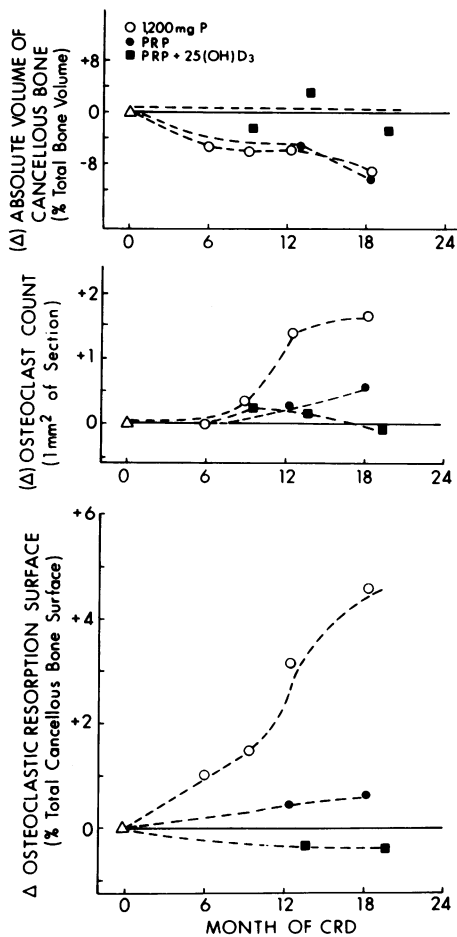 ○ 1,200 mg P
● PRP
■ PRP + 25(OH)D3
(Δ) ABSOLUTE VOLUME OF
CANCELLOUS BONE
(% Total Bone Volume)
+8
0
-8
0 6 12 18 24
(Δ) OSTEOCLAST COUNT
(1mm² of Section)
+2
+1
0
0 6 12 18 24
Δ OSTEOCLASTIC RESORPTION SURFACE
(% Total Cancellous Bone Surface)
+6
+4
+2
0
0 6 12 18 24
MONTH OF CRD